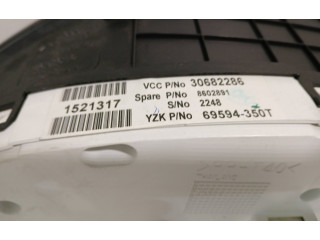 VCC P/No 30682286
1521317
Spare P/No 8602891
S/No 2248
YZK P/No 69594-350T